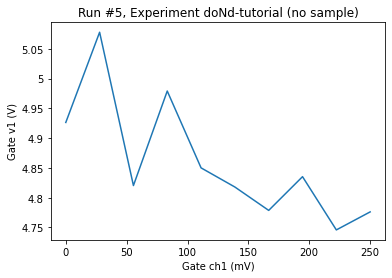 Run #5, Experiment doNd-tutorial (no sample)
5.05
5
4.95
4.9
4.85
4.8
4.75
Gate v1 (V)
0 50 100 150 200 250
Gate ch1 (mV)